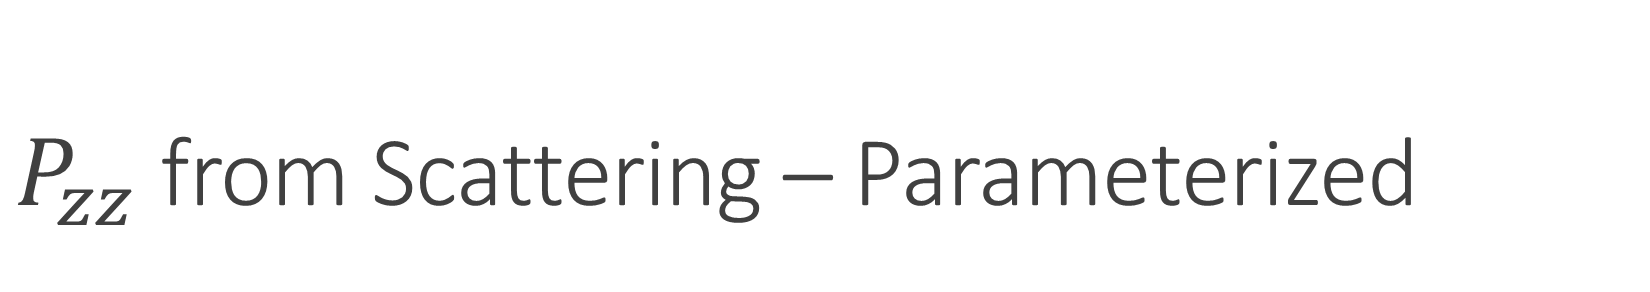 P_zz from Scattering – Parameterized